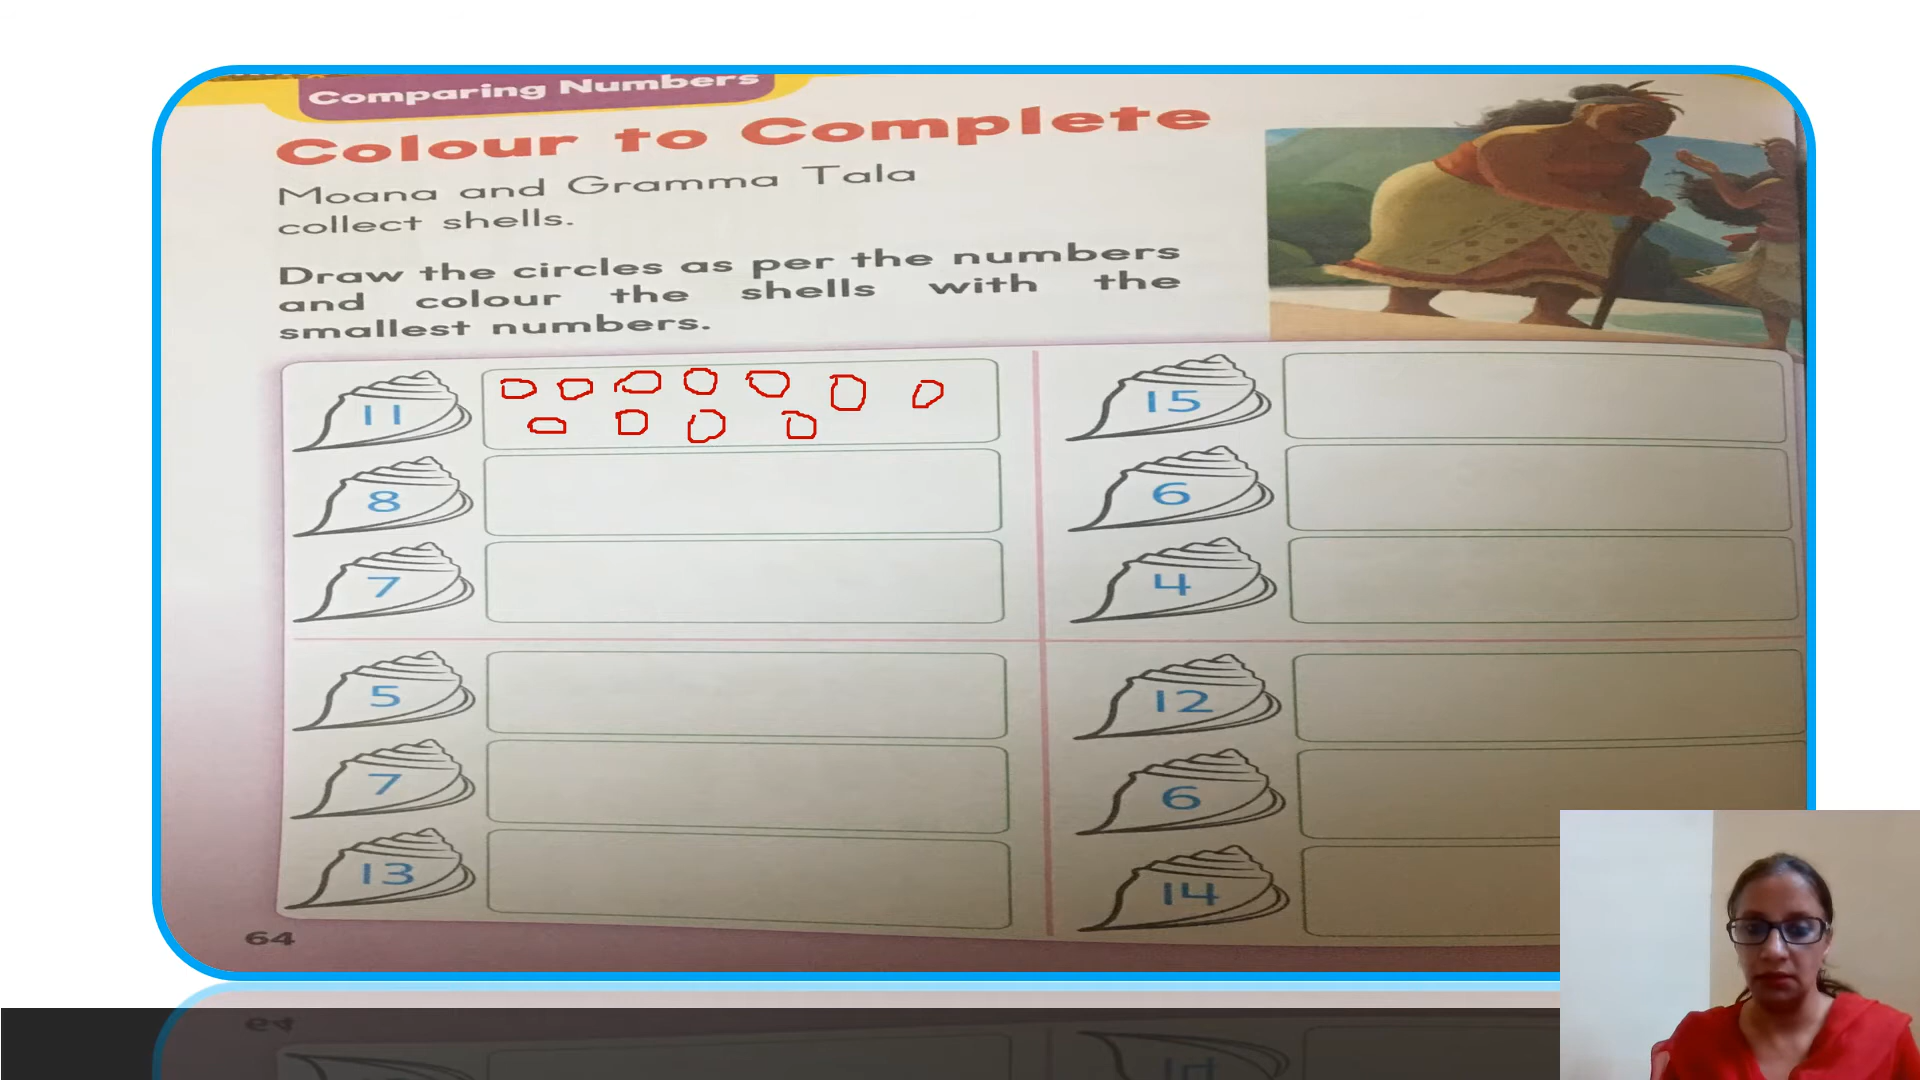 Comparing Numbers
Colour to Complete
Moana and Gramma Tala
collect shells.
Draw the circles as per the numbers
and colour the shells with the
smallest numbers.
11
8
7
15
6
4
5
7
13
12
6
14
64